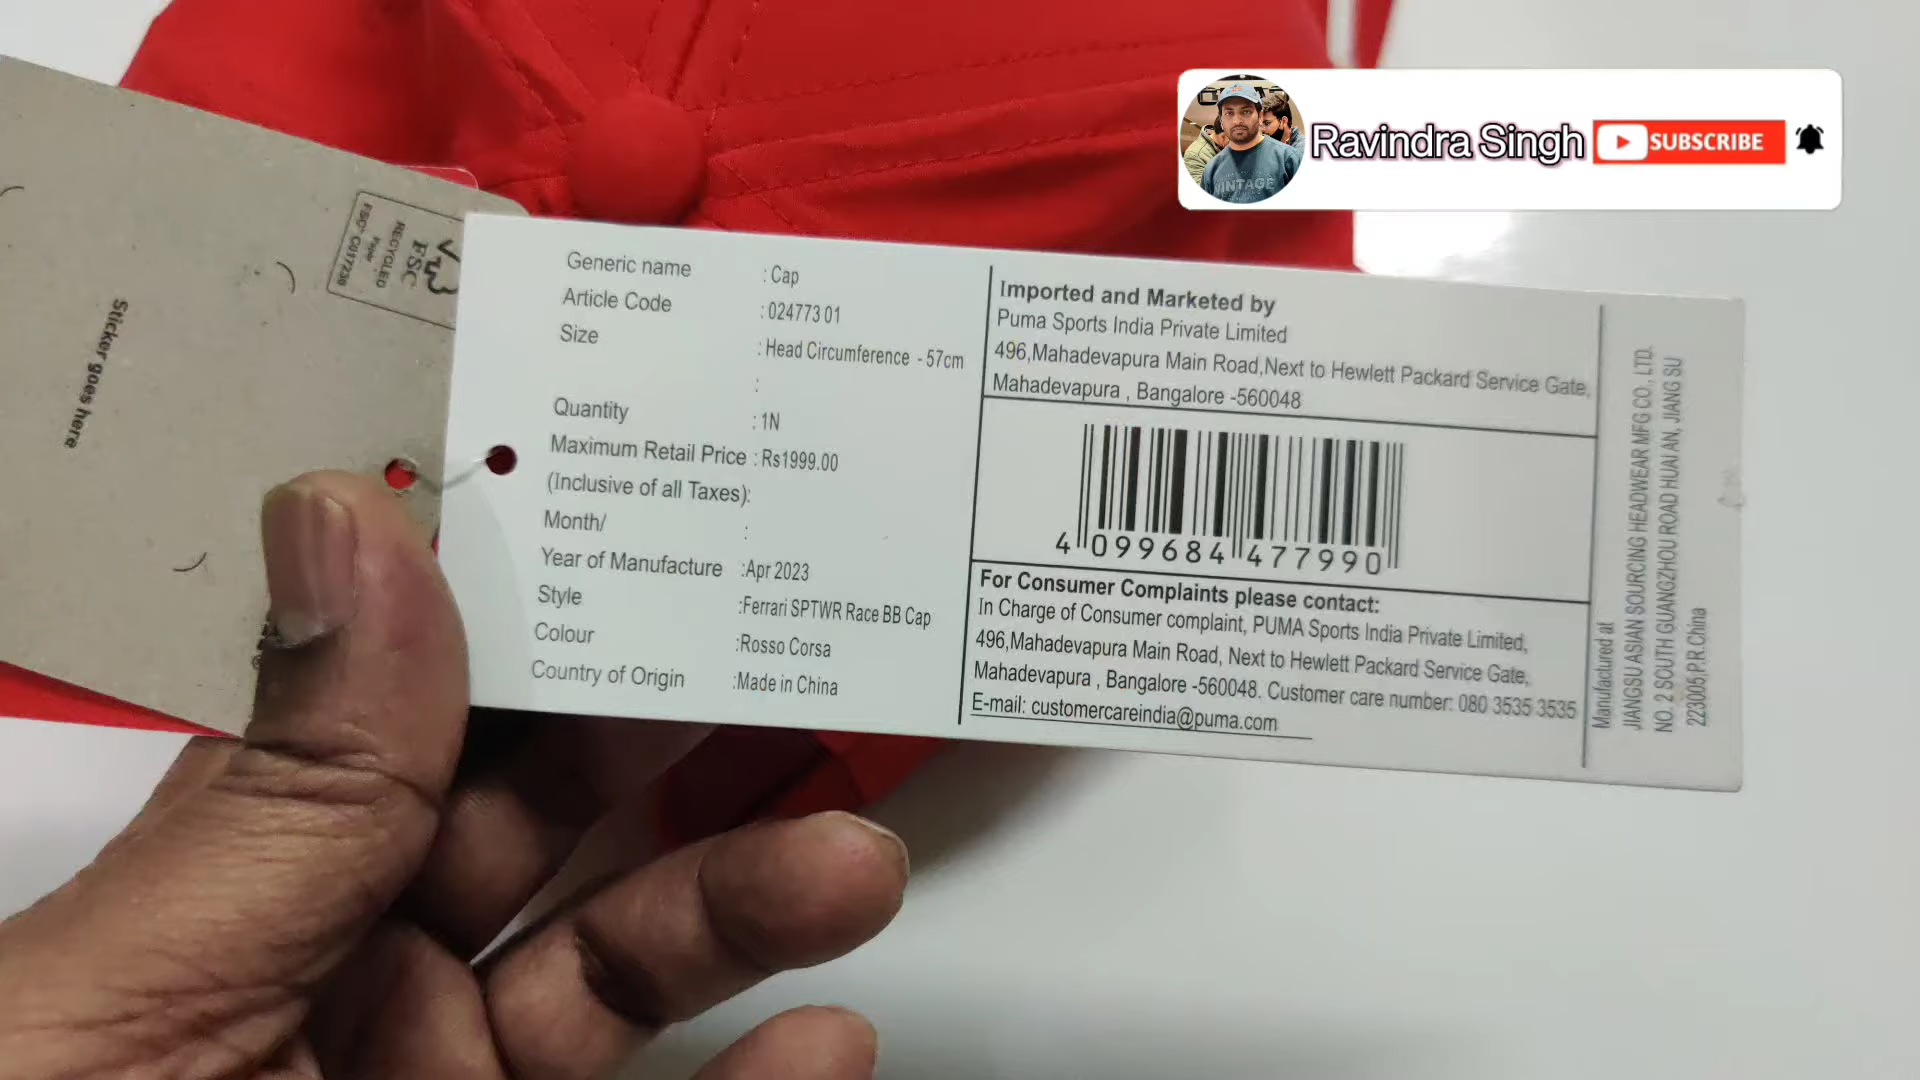 Ravindra Singh
SUBSCRIBE
VINTAGE
FSC
RECYCLED
Paper
FSC® C017238
Sticker goes here
Generic name : Cap
Article Code : 024773 01
Size : Head Circumference - 57cm
:
Quantity : 1N
Maximum Retail Price : Rs1999.00
(Inclusive of all Taxes):
Month/ :
Year of Manufacture :Apr 2023
Style :Ferrari SPTWR Race BB Cap
Colour :Rosso Corsa
Country of Origin :Made in China
Imported and Marketed by
Puma Sports India Private Limited
496,Mahadevapura Main Road,Next to Hewlett Packard Service Gate,
Mahadevapura , Bangalore -560048
4 099684 477990
For Consumer Complaints please contact:
In Charge of Consumer complaint, PUMA Sports India Private Limited,
496,Mahadevapura Main Road, Next to Hewlett Packard Service Gate,
Mahadevapura , Bangalore -560048. Customer care number: 080 3535 3535
E-mail: customercareindia@puma.com
Manufactured at
JIANGSU ASIAN SOURCING HEADWEAR MFG CO., LTD.
NO. 2 SOUTH GUANGZHOU ROAD HUAI AN, JIANG SU
223005,P.R.China